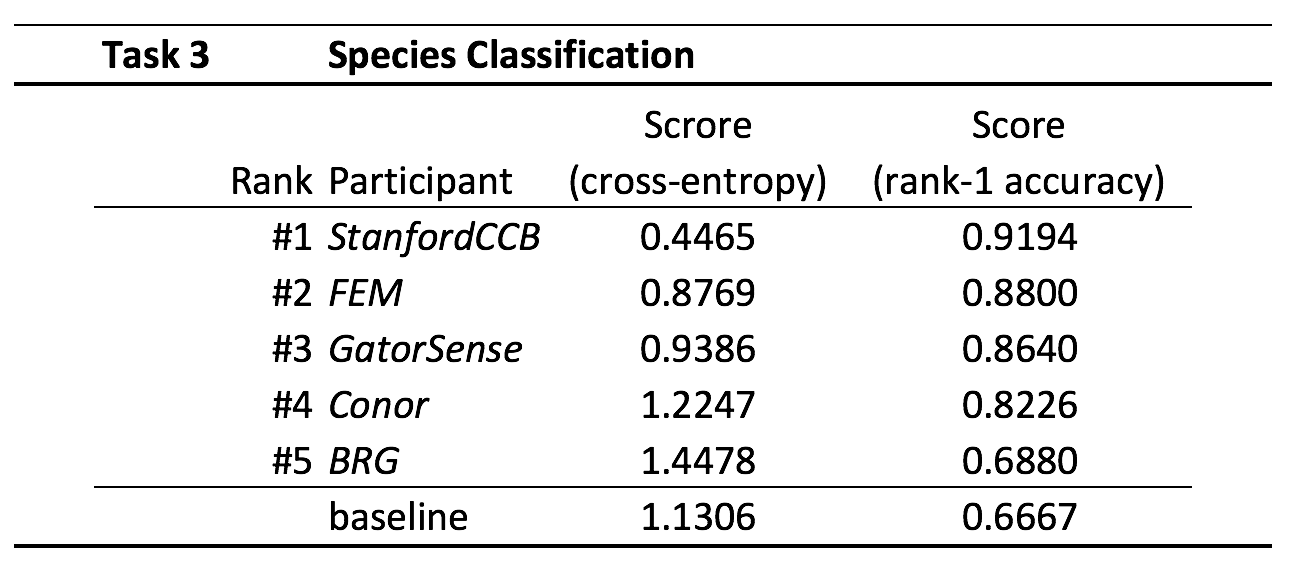 Task 3 Species Classification
Scrore Score
Rank Participant (cross-entropy) (rank-1 accuracy)
#1 StanfordCCB 0.4465 0.9194
#2 FEM 0.8769 0.8800
#3 GatorSense 0.9386 0.8640
#4 Conor 1.2247 0.8226
#5 BRG 1.4478 0.6880
baseline 1.1306 0.6667